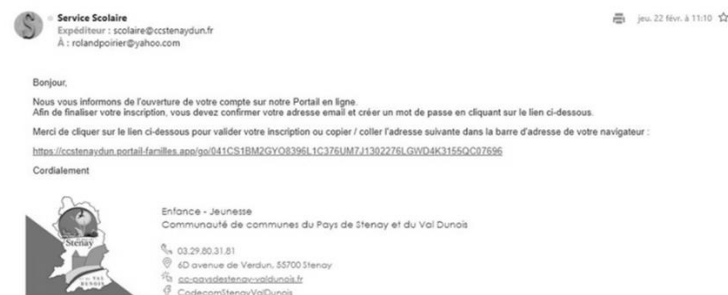 Service Scolaire
jeu. 22 févr. à 11:10
Expéditeur : scolaire@ccstenaydun.fr
À : rolandpoirier@yahoo.com
Bonjour,
Nous vous informons de l'ouverture de votre compte sur notre Portail en ligne.
Afin de finaliser votre inscription, vous devez confirmer votre adresse email et créer un mot de passe en cliquant sur le lien ci-dessous.
Merci de cliquer sur le lien ci-dessous pour valider votre inscription ou copier / coller l'adresse suivante dans la barre d'adresse de votre navigateur :
https://ccstenaydun.portail-familles.app/go/041CS1BM2GYO8396L1C376UM7J1302276LGWD4K3155QC07696
Cordialement
Enfance - Jeunesse
Communauté de communes du Pays de Stenay et du Val Dunois
Stenay
03.29.80.31.81
6D avenue de Verdun, 55700 Stenay
VAL
DUNOIS
cc-paysdestenay-valdunois.fr
CodecomStenayValDunois